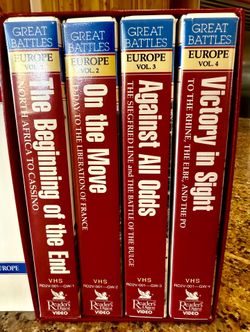 GREAT
BATTLES
EUROPE
VOL. 1
The Beginning of the End
NORTH AFRICA TO CASSINO
VHS
Reader's
Digest
VIDEO
GREAT
BATTLES
EUROPE
VOL. 2
On the Move
D-DAY TO THE LIBERATION OF FRANCE
VHS
Reader's
Digest
VIDEO
GREAT
BATTLES
EUROPE
VOL. 3
Against All Odds
THE SIEGFRIED LINE and THE BATTLE OF THE BULGE
VHS
Reader's
Digest
VIDEO
GREAT
BATTLES
EUROPE
VOL. 4
Victory in Sight
TO THE RHINE, THE ELBE AND THE PO
VHS
Reader's
Digest
VIDEO
EUROPE